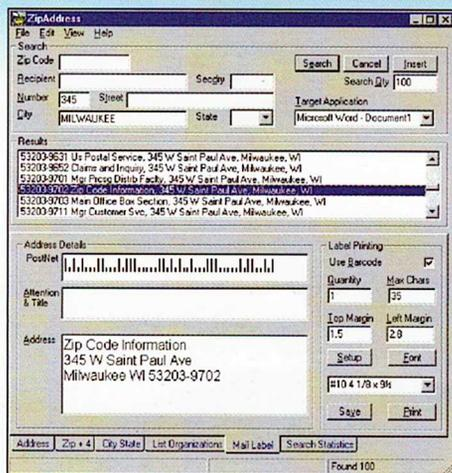 ZipAddress
File Edit View Help
Search
Zip Code
Recipient
Number 345 Street
City MILWAUKEE State
Search Cancel Insert
Search Qty 100
Target Application
Microsoft Word - Document1
Results
53203-9631 Us Postal Service, 345 W Saint Paul Ave, Milwaukee, WI
53203-9652 Claims and Inquiry, 345 W Saint Paul Ave, Milwaukee, WI
53203-9701 Mgr Prcsg Distrib Faclty, 345 W Saint Paul Ave, Milwaukee, WI
53203-9702 Zip Code Information, 345 W Saint Paul Ave, Milwaukee, WI
53203-9703 Main Office Box Section, 345 W Saint Paul Ave, Milwaukee, WI
53203-9711 Mgr Customer Svc, 345 W Saint Paul Ave, Milwaukee, WI
Address Details
PostNet
Attention
& Title
Address
Zip Code Information
345 W Saint Paul Ave
Milwaukee WI 53203-9702
Label Printing
Use Barcode
Quantity Max Chars
1 35
Top Margin Left Margin
1.5 2.8
Setup Font
#10 4 1/8 x 9½
Save Print
Address Zip + 4 City State List Organizations Mail Label Search Statistics
Found 100